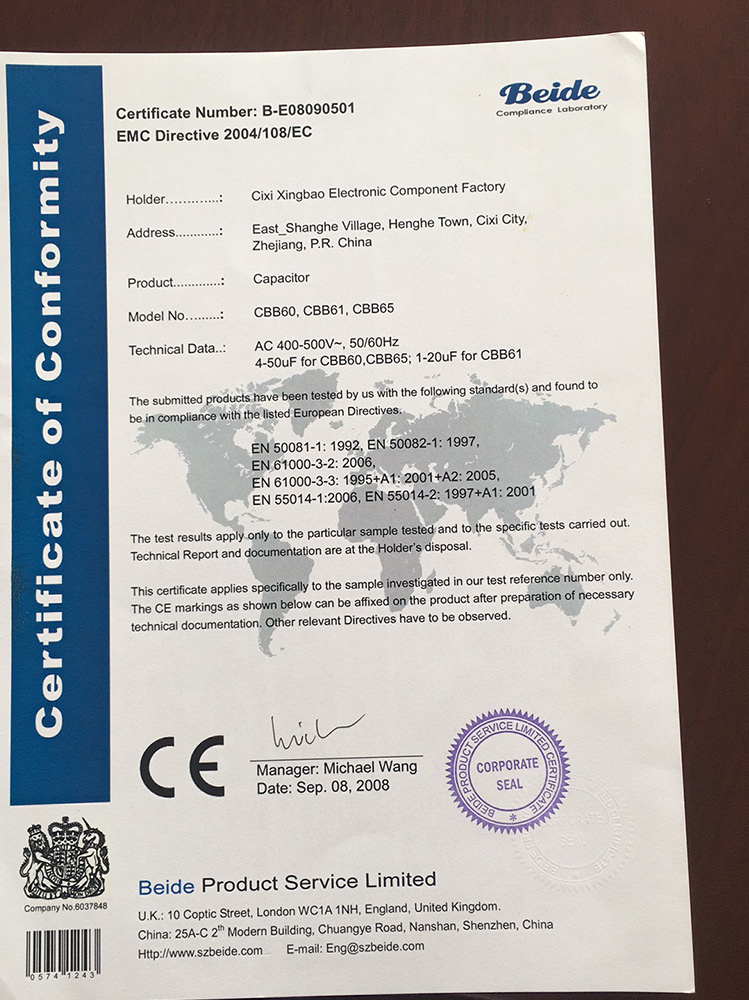 Certificate of Conformity
Beide
Compliance Laboratory
Certificate Number: B-E08090501
EMC Directive 2004/108/EC
Holder.............: Cixi Xingbao Electronic Component Factory
Address............: East_Shanghe Village, Henghe Town, Cixi City,
Zhejiang, P.R. China
Product.............: Capacitor
Model No.........: CBB60, CBB61, CBB65
Technical Data..: AC 400-500V~, 50/60Hz
4-50uF for CBB60,CBB65; 1-20uF for CBB61
The submitted products have been tested by us with the following standard(s) and found to
be in compliance with the listed European Directives.
EN 50081-1: 1992, EN 50082-1: 1997,
EN 61000-3-2: 2006,
EN 61000-3-3: 1995+A1: 2001+A2: 2005,
EN 55014-1:2006, EN 55014-2: 1997+A1: 2001
The test results apply only to the particular sample tested and to the specific tests carried out.
Technical Report and documentation are at the Holder's disposal.
This certificate applies specifically to the sample investigated in our test reference number only.
The CE markings as shown below can be affixed on the product after preparation of necessary
technical documentation. Other relevant Directives have to be observed.
CE
Manager: Michael Wang
Date: Sep. 08, 2008
BEIDE PRODUCT SERVICE LIMITED CERTIFICATE
CORPORATE
SEAL
Company No.6037848
0574 1243
Beide Product Service Limited
U.K.: 10 Coptic Street, London WC1A 1NH, England, United Kingdom.
China: 25A-C 2th Modern Building, Chuangye Road, Nanshan, Shenzhen, China
Http://www.szbeide.com E-mail: Eng@szbeide.com